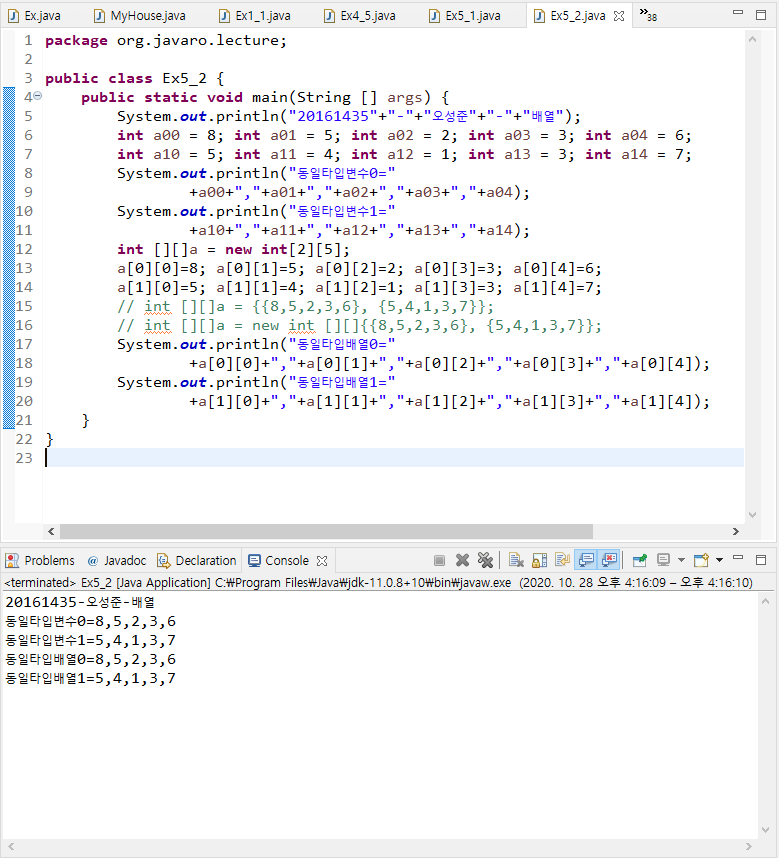 Ex.java MyHouse.java Ex1_1.java Ex4_5.java Ex5_1.java Ex5_2.java »38
1 package org.javaro.lecture;
2
3 public class Ex5_2 {
4 public static void main(String [] args) {
5 System.out.println("20161435"+"-"+"오성준"+"-"+"배열");
6 int a00 = 8; int a01 = 5; int a02 = 2; int a03 = 3; int a04 = 6;
7 int a10 = 5; int a11 = 4; int a12 = 1; int a13 = 3; int a14 = 7;
8 System.out.println("동일타입변수0="
9 +a00+","+a01+","+a02+","+a03+","+a04);
10 System.out.println("동일타입변수1="
11 +a10+","+a11+","+a12+","+a13+","+a14);
12 int [][]a = new int[2][5];
13 a[0][0]=8; a[0][1]=5; a[0][2]=2; a[0][3]=3; a[0][4]=6;
14 a[1][0]=5; a[1][1]=4; a[1][2]=1; a[1][3]=3; a[1][4]=7;
15 // int [][]a = {{8,5,2,3,6}, {5,4,1,3,7}};
16 // int [][]a = new int [][]{{8,5,2,3,6}, {5,4,1,3,7}};
17 System.out.println("동일타입배열0="
18 +a[0][0]+","+a[0][1]+","+a[0][2]+","+a[0][3]+","+a[0][4]);
19 System.out.println("동일타입배열1="
20 +a[1][0]+","+a[1][1]+","+a[1][2]+","+a[1][3]+","+a[1][4]);
21 }
22 }
23
Problems @ Javadoc Declaration Console
<terminated> Ex5_2 [Java Application] C:₩Program Files₩Java₩jdk-11.0.8+10₩bin₩javaw.exe (2020. 10. 28 오후 4:16:09 – 오후 4:16:10)
20161435-오성준-배열
동일타입변수0=8,5,2,3,6
동일타입변수1=5,4,1,3,7
동일타입배열0=8,5,2,3,6
동일타입배열1=5,4,1,3,7